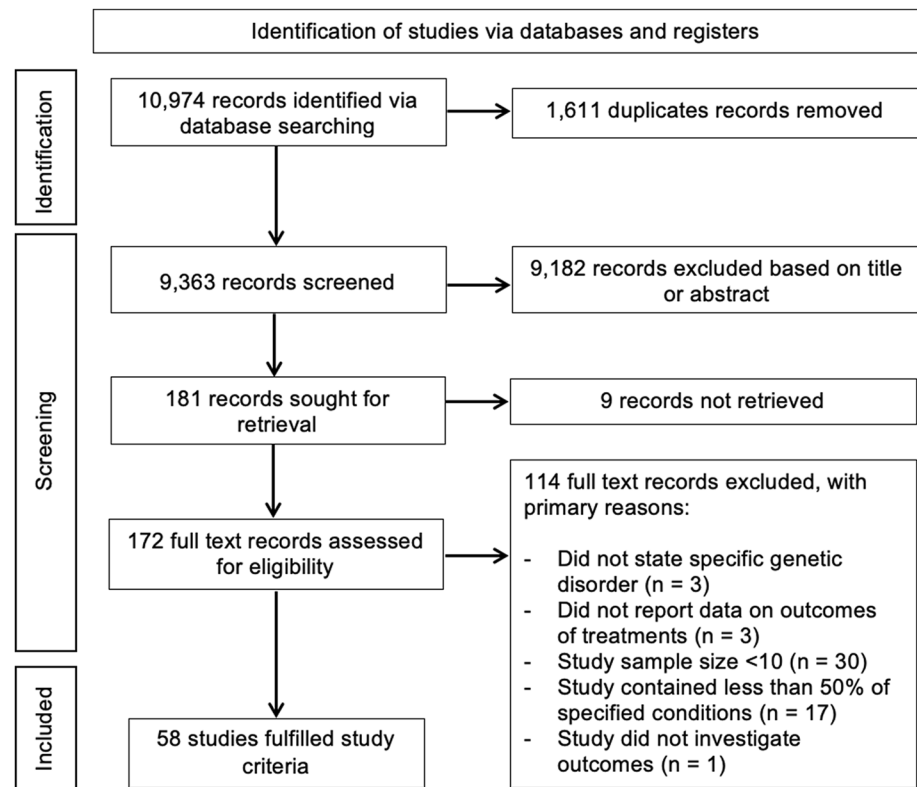 Identification of studies via databases and registers
Identification
10,974 records identified via
database searching
1,611 duplicates records removed
Screening
9,363 records screened
9,182 records excluded based on title
or abstract
181 records sought for
retrieval
9 records not retrieved
172 full text records assessed
for eligibility
114 full text records excluded, with
primary reasons:
- Did not state specific genetic
disorder (n = 3)
- Did not report data on outcomes
of treatments (n = 3)
- Study sample size <10 (n = 30)
- Study contained less than 50% of
specified conditions (n = 17)
- Study did not investigate
outcomes (n = 1)
Included
58 studies fulfilled study
criteria